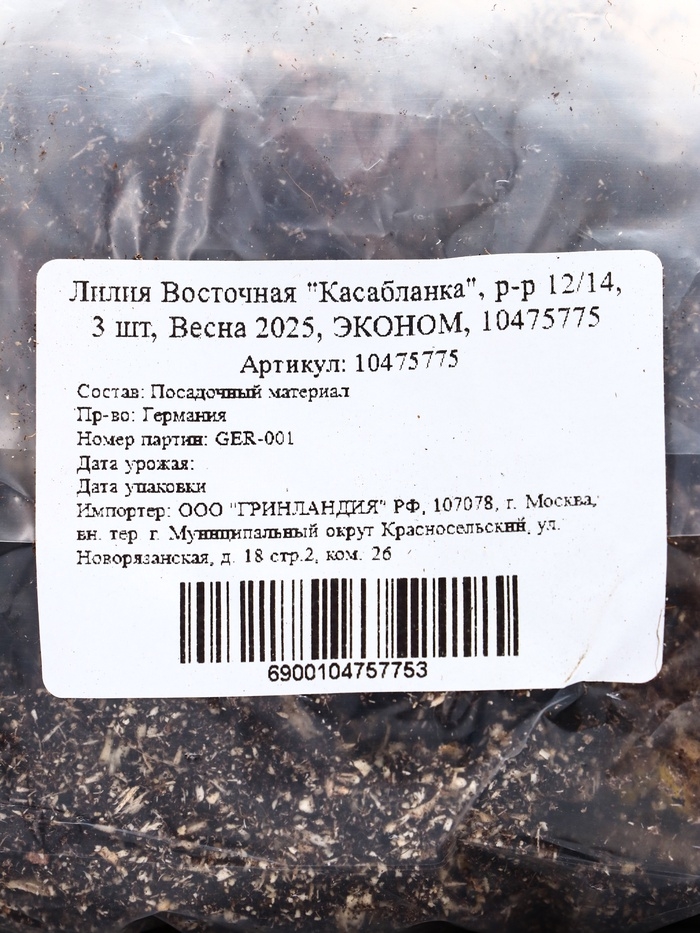 Лилия Восточная "Касабланка", р-р 12/14,
3 шт, Весна 2025, ЭКОНОМ, 10475775
Артикул: 10475775
Состав: Посадочный материал
Пр-во: Германия
Номер партии: GER-001
Дата урожая:
Дата упаковки
Импортер: ООО "ГРИНЛАНДИЯ" РФ, 107078, г. Москва,
вн. тер. г. Муниципальный округ Красносельский, ул.
Новорязанская, д. 18 стр.2, ком. 26
6900104757753